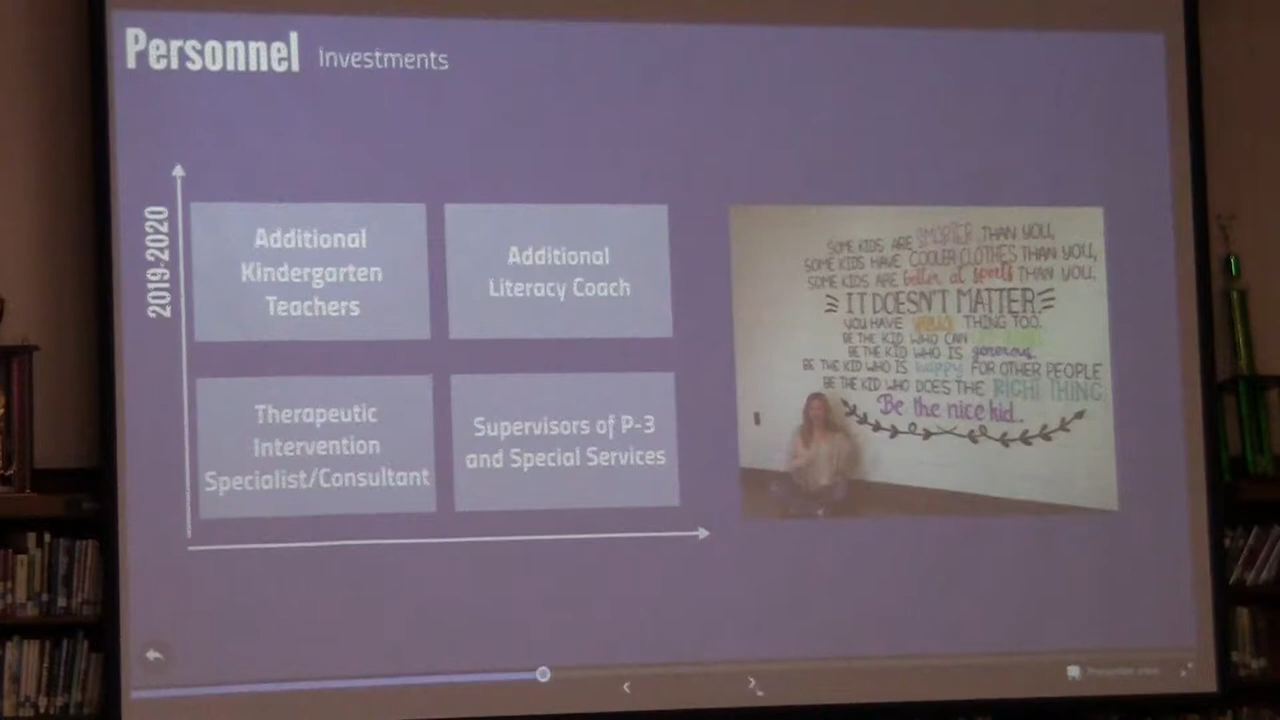 Personnel Investments
2019-2020
Additional
Kindergarten
Teachers
Additional
Literacy Coach
Therapeutic
Intervention
Specialist/Consultant
Supervisors of P-3
and Special Services
SOME KIDS ARE SMARTER THAN YOU,
SOME KIDS HAVE COOLER CLOTHES THAN YOU,
SOME KIDS ARE better at sports THAN YOU,
IT DOESN'T MATTER.
YOU HAVE YOUR THING TOO.
BE THE KID WHO CAN
BE THE KID WHO IS generous.
BE THE KID WHO IS happy FOR OTHER PEOPLE
BE THE KID WHO DOES THE RIGHT THING.
Be the nice kid.
Presenter view